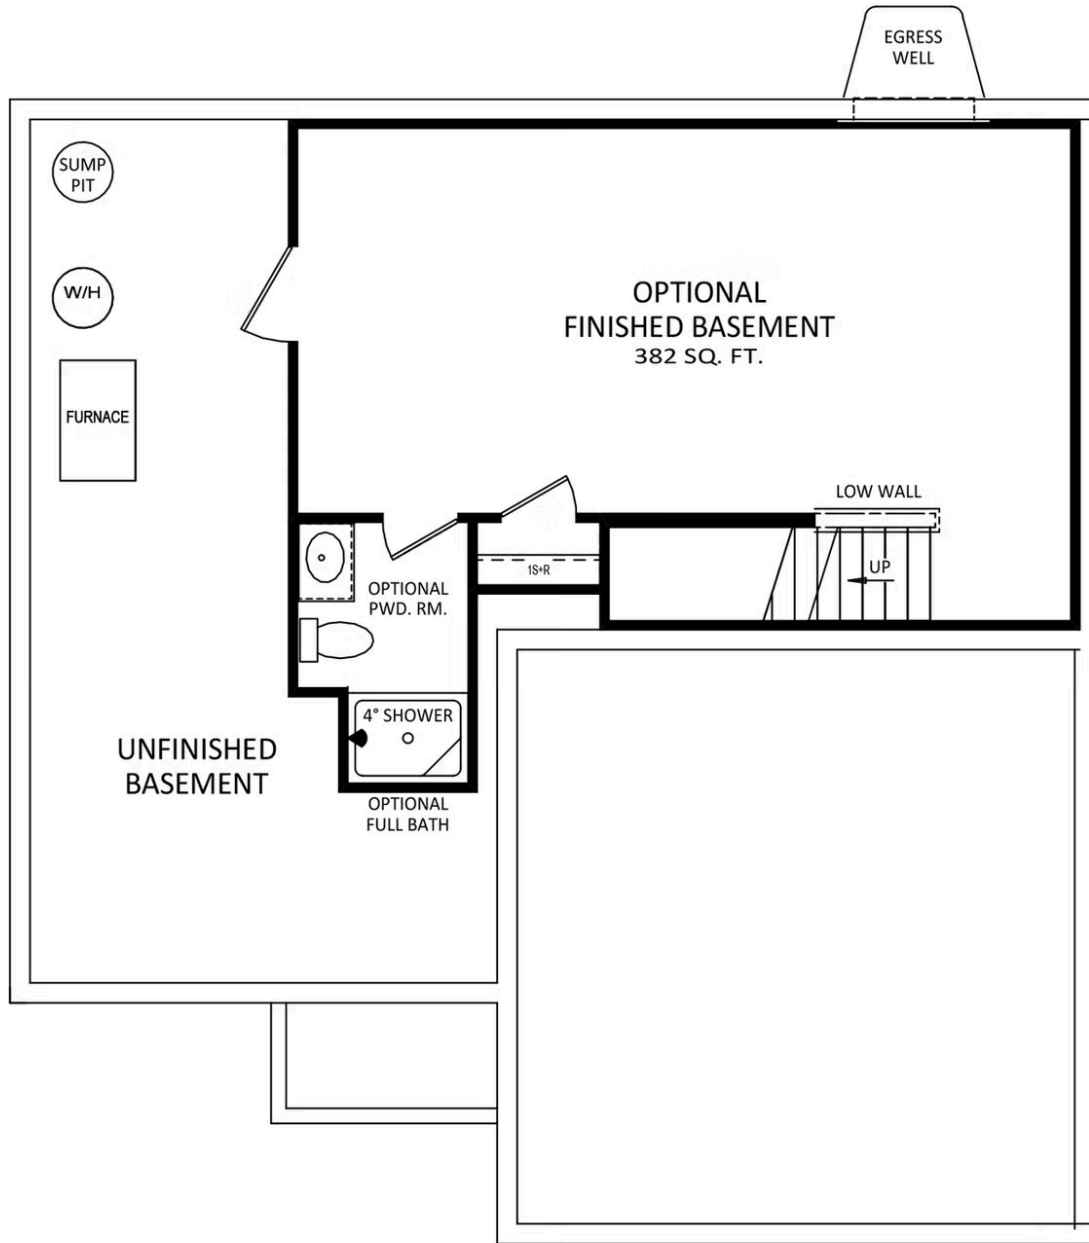 EGRESS
WELL
SUMP
PIT
W/H
OPTIONAL
FINISHED BASEMENT
382 SQ. FT.
FURNACE
LOW WALL
UP
1S+R
OPTIONAL
PWD. RM.
4° SHOWER
UNFINISHED
BASEMENT
OPTIONAL
FULL BATH